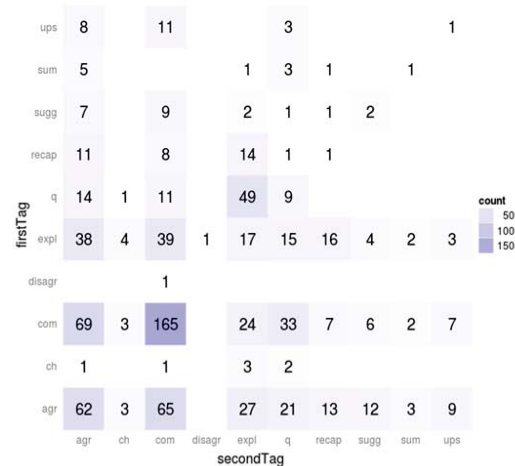 ups 8 11 3 1
sum 5 1 3 1 1
sugg 7 9 2 1 1 2
recap 11 8 14 1 1
q 14 1 11 49 9
expl 38 4 39 1 17 15 16 4 2 3
disagr 1
com 69 3 165 24 33 7 6 2 7
ch 1 1 3 2
agr 62 3 65 27 21 13 12 3 9
agr ch com disagr expl q recap sugg sum ups
secondTag
firstTag
count
50
100
150